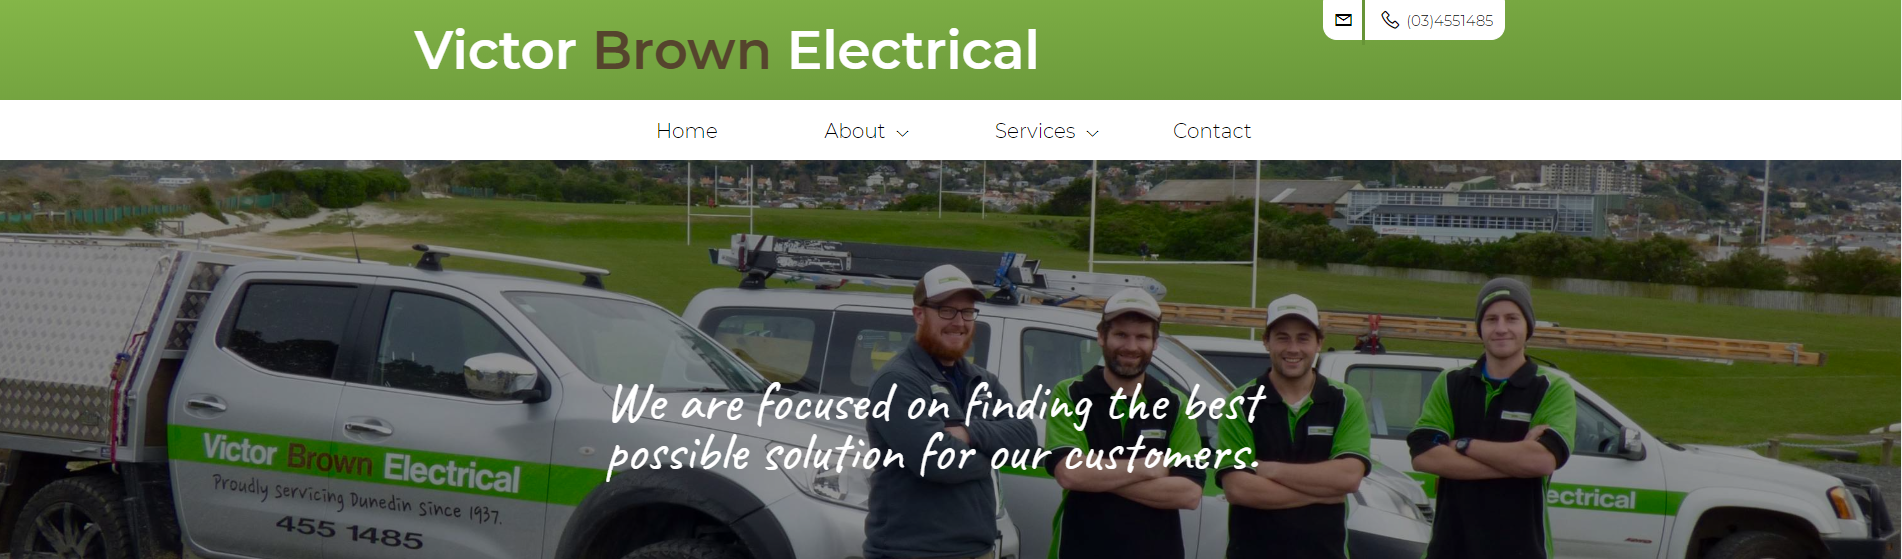 Victor Brown Electrical
(03)4551485
Home About Services Contact
We are focused on finding the best
possible solution for our customers.
Victor Brown Electrical
Proudly servicing Dunedin since 1937.
455 1485
ectrical